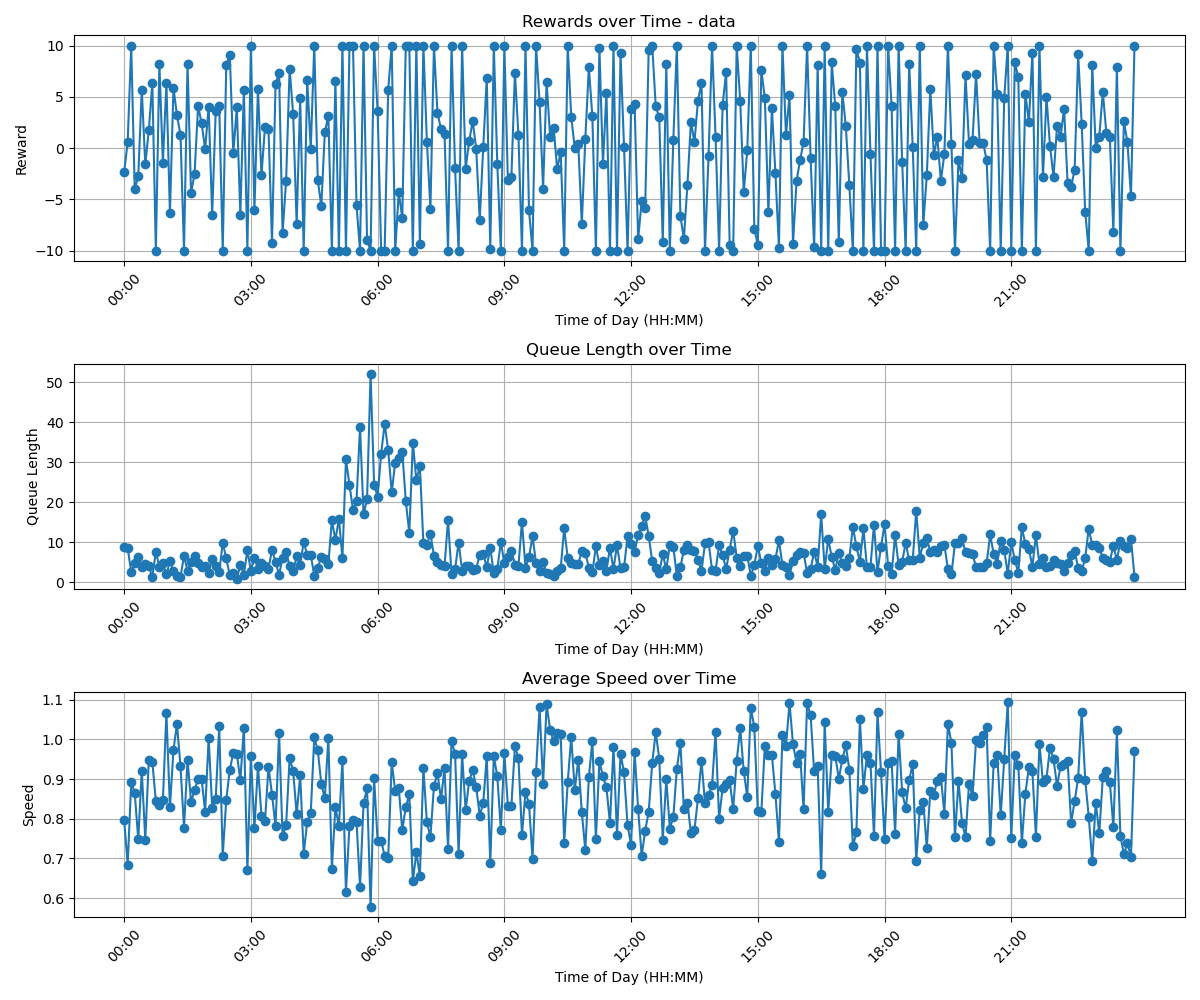 Rewards over Time - data
10
5
0
−5
−10
Reward
00:00 03:00 06:00 09:00 12:00 15:00 18:00 21:00
Time of Day (HH:MM)
Queue Length over Time
50
40
30
20
10
0
Queue Length
00:00 03:00 06:00 09:00 12:00 15:00 18:00 21:00
Time of Day (HH:MM)
Average Speed over Time
1.1
1.0
0.9
0.8
0.7
0.6
Speed
00:00 03:00 06:00 09:00 12:00 15:00 18:00 21:00
Time of Day (HH:MM)